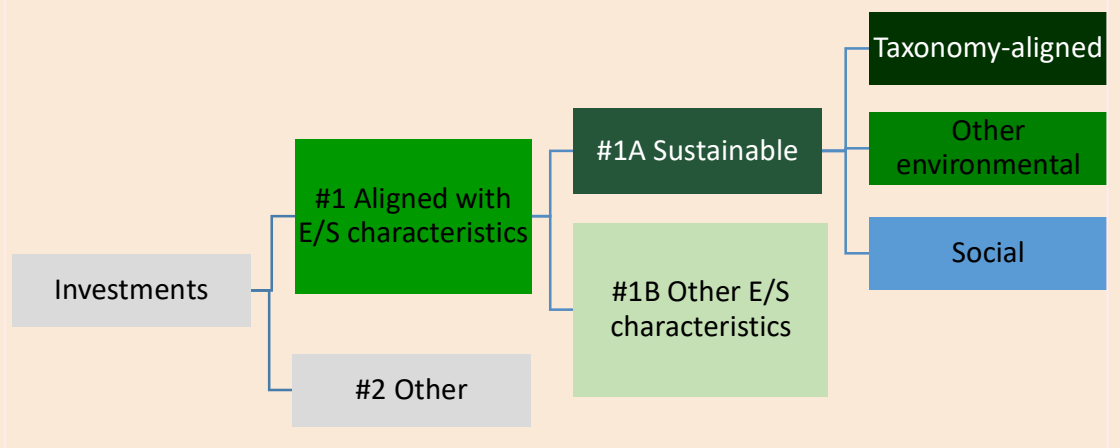 Investments
#1 Aligned with
E/S characteristics
#2 Other
#1A Sustainable
#1B Other E/S
characteristics
Taxonomy-aligned
Other
environmental
Social